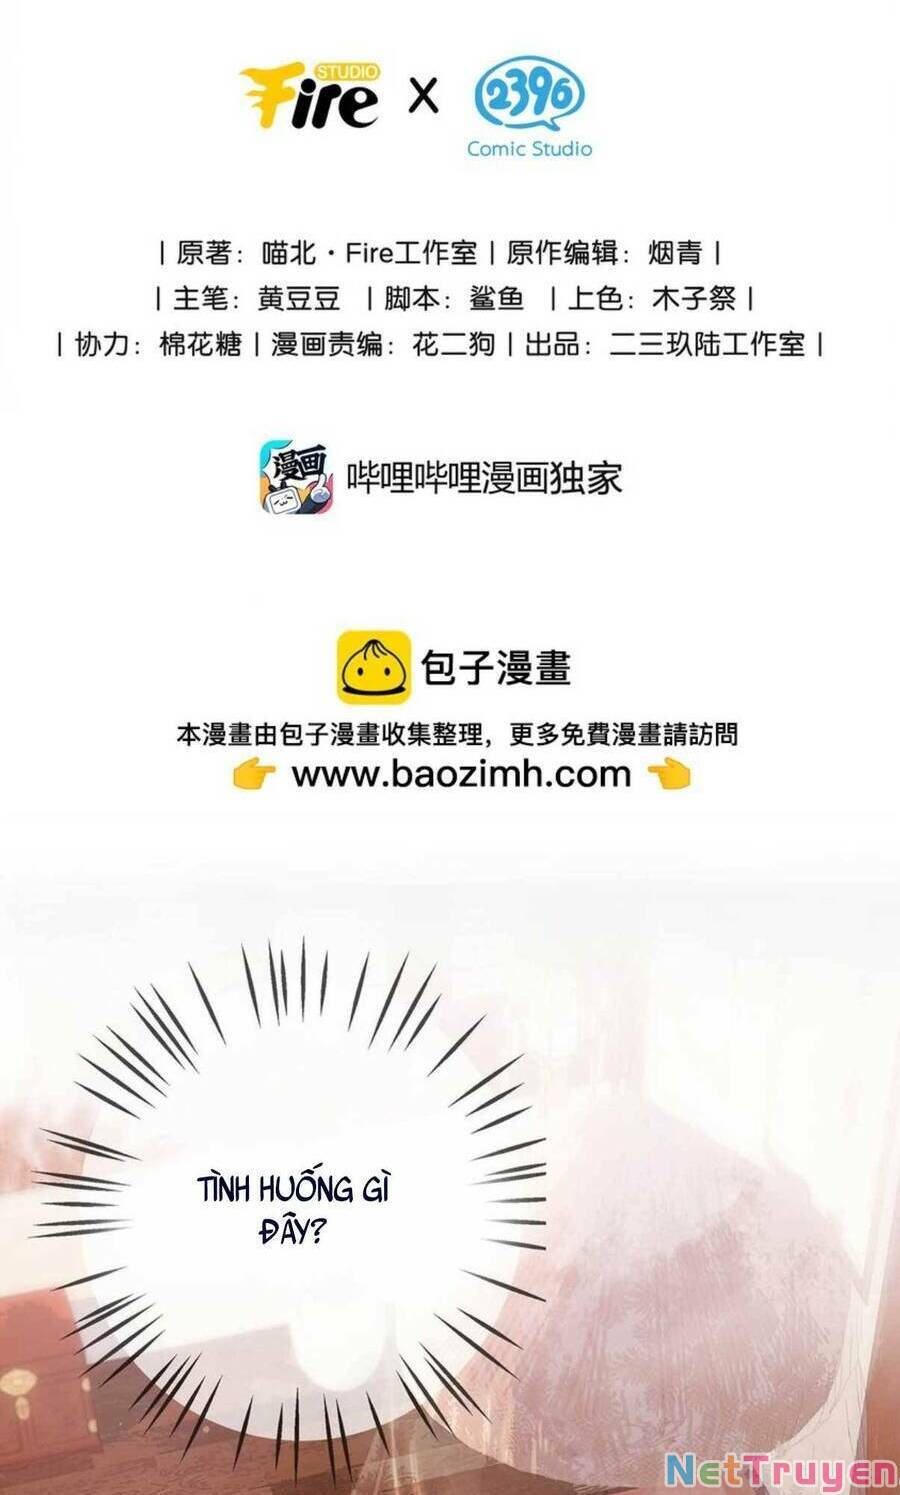 Fire STUDIO X 2396
Comic Studio
| 原著：喵北·Fire工作室 | 原作编辑：烟青 |
| 主笔：黄豆豆 | 脚本：鲨鱼 | 上色：木子祭 |
| 协力：棉花糖 | 漫画责编：花二狗 | 出品：二三玖陆工作室 |
漫画 哔哩哔哩漫画独家
包子漫畫
本漫畫由包子漫畫收集整理，更多免費漫畫請訪問
👉 www.baozimh.com 👈
TÌNH HUỐNG GÌ
ĐÂY?
NetTruyen